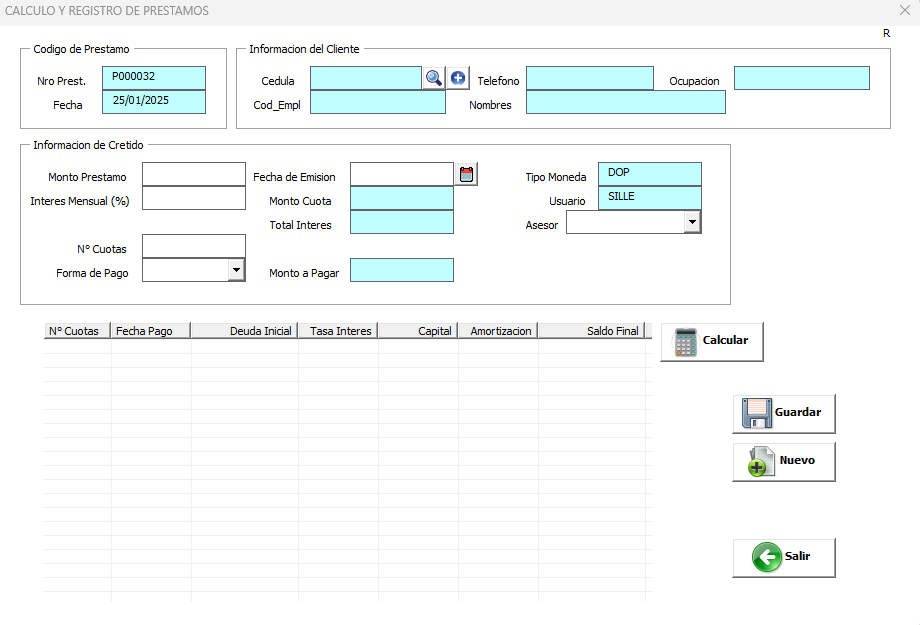 CALCULO Y REGISTRO DE PRESTAMOS
R
Codigo de Prestamo
Nro Prest. P000032
Fecha 25/01/2025
Informacion del Cliente
Cedula Telefono Ocupacion
Cod_Empl Nombres
Informacion de Cretido
Monto Prestamo Fecha de Emision Tipo Moneda DOP
Interes Mensual (%) Monto Cuota Usuario SILLE
Total Interes Asesor
Nº Cuotas
Forma de Pago Monto a Pagar
Nº Cuotas Fecha Pago Deuda Inicial Tasa Interes Capital Amortizacion Saldo Final
Calcular
Guardar
Nuevo
Salir